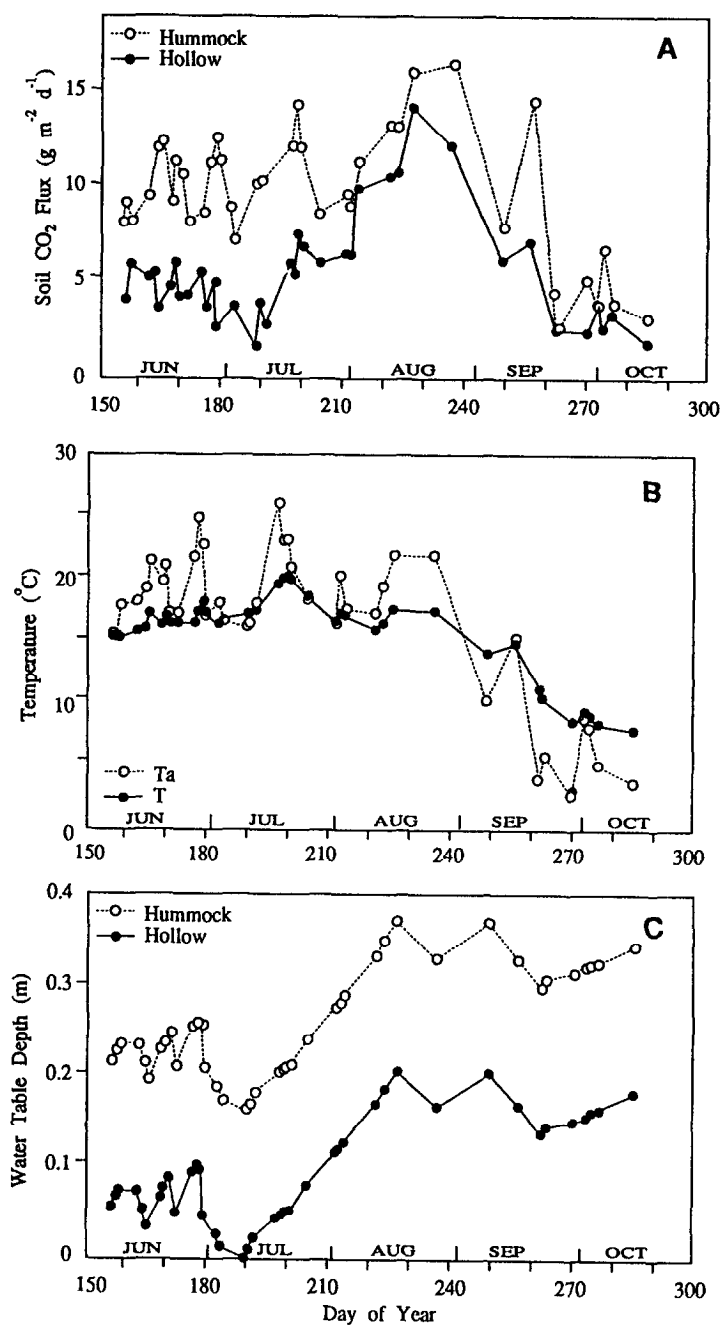 Hummock
Hollow
A
Soil CO2 Flux (g m-2 d-1)
15
10
5
0
JUN JUL AUG SEP OCT
150 180 210 240 270 300
B
Temperature (°C)
30
20
10
0
Ta
T
JUN JUL AUG SEP OCT
150 180 210 240 270 300
Hummock
Hollow
C
Water Table Depth (m)
0.4
0.3
0.2
0.1
0
JUN JUL AUG SEP OCT
150 180 210 240 270 300
Day of Year